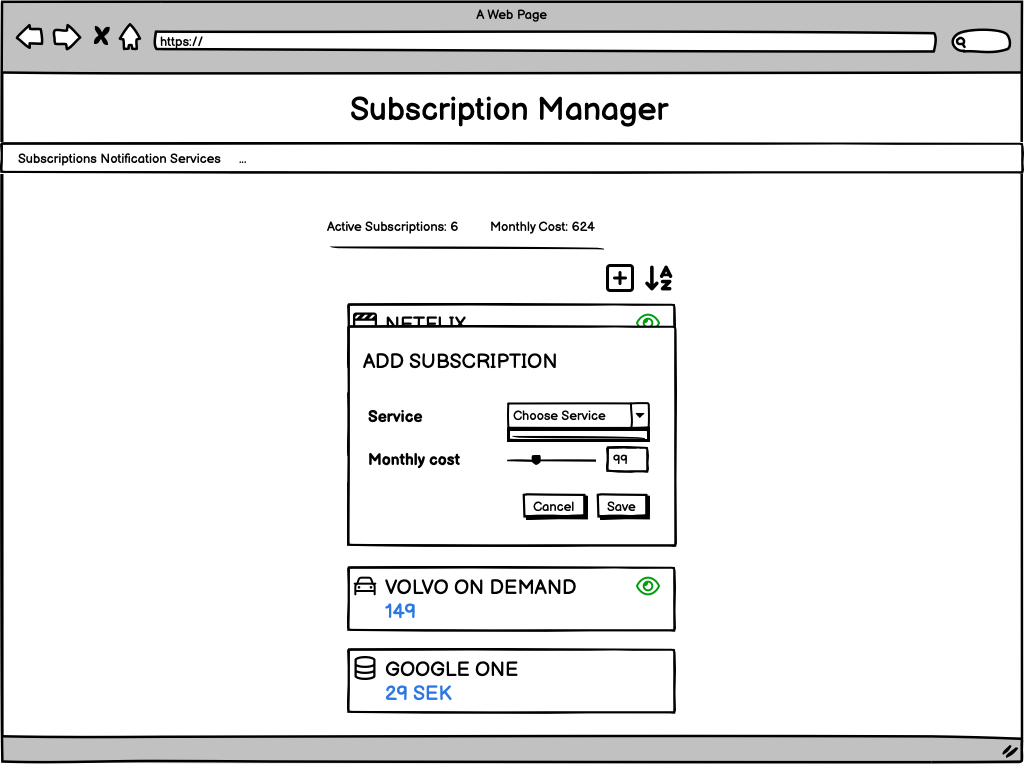 A Web Page
https://
Subscription Manager
Subscriptions Notification Services ...
Active Subscriptions: 6 Monthly Cost: 624
A
Z
NETFLIX
ADD SUBSCRIPTION
Service Choose Service
Monthly cost 99
Cancel Save
VOLVO ON DEMAND
149
GOOGLE ONE
29 SEK